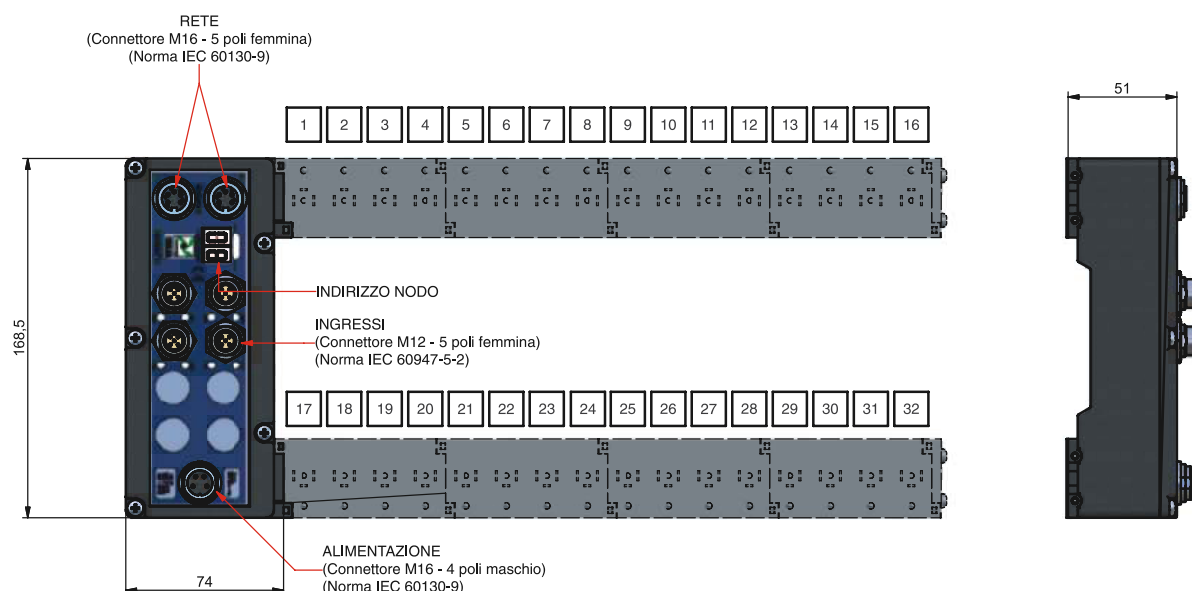 RETE
(Connettore M16 - 5 poli femmina)
(Norma IEC 60130-9)
51
1 2 3 4 5 6 7 8 9 10 11 12 13 14 15 16
168,5
INDIRIZZO NODO
INGRESSI
(Connettore M12 - 5 poli femmina)
(Norma IEC 60947-5-2)
17 18 19 20 21 22 23 24 25 26 27 28 29 30 31 32
ALIMENTAZIONE
(Connettore M16 - 4 poli maschio)
(Norma IEC 60130-9)
74